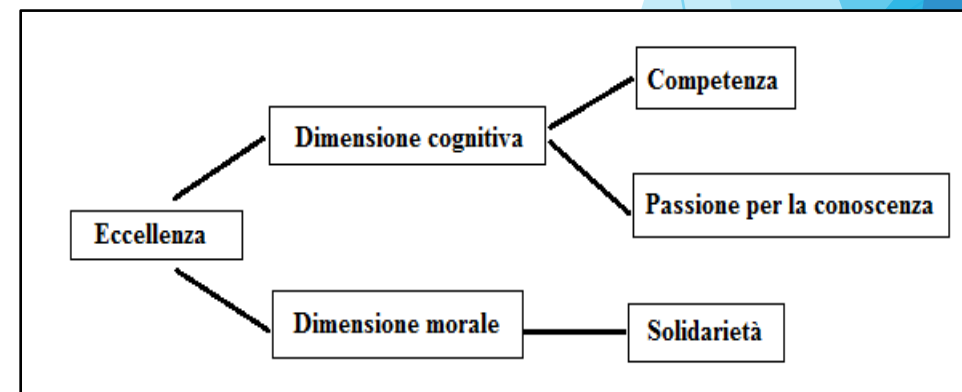 Competenza
Dimensione cognitiva
Passione per la conoscenza
Eccellenza
Dimensione morale
Solidarietà